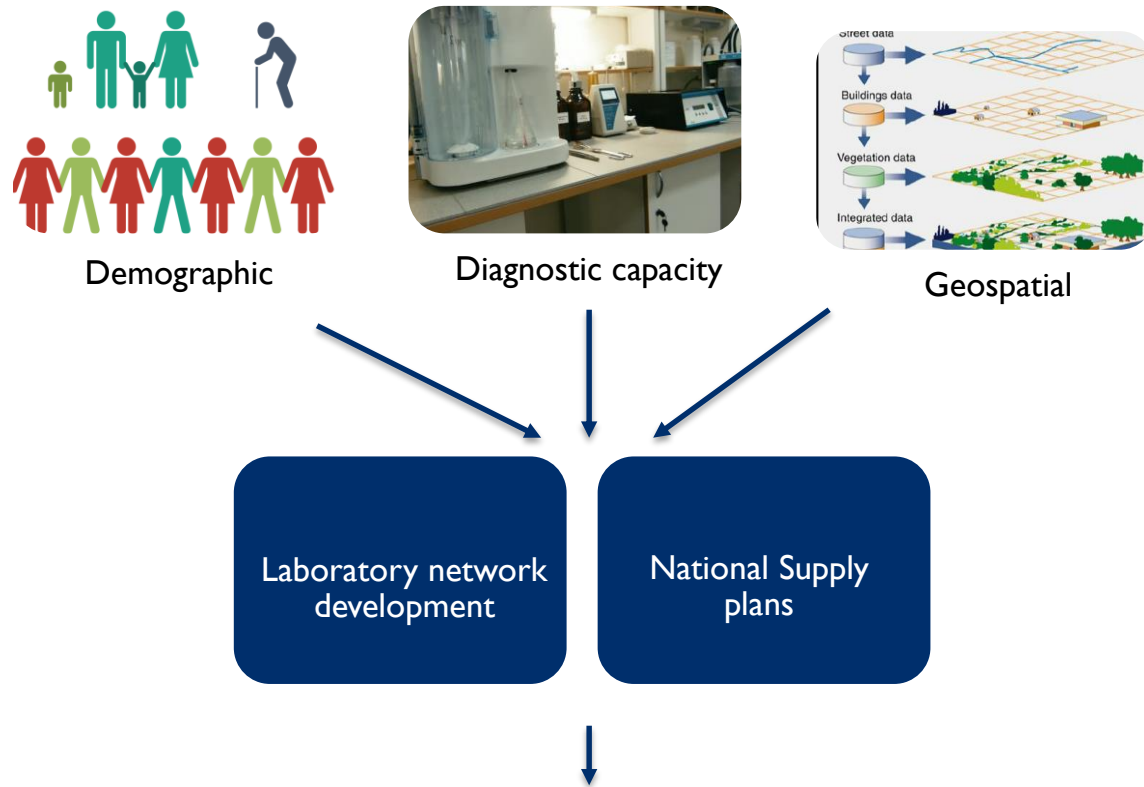 Street data
Buildings data
Vegetation data
Integrated data
Demographic
Diagnostic capacity
Geospatial
Laboratory network
development
National Supply
plans